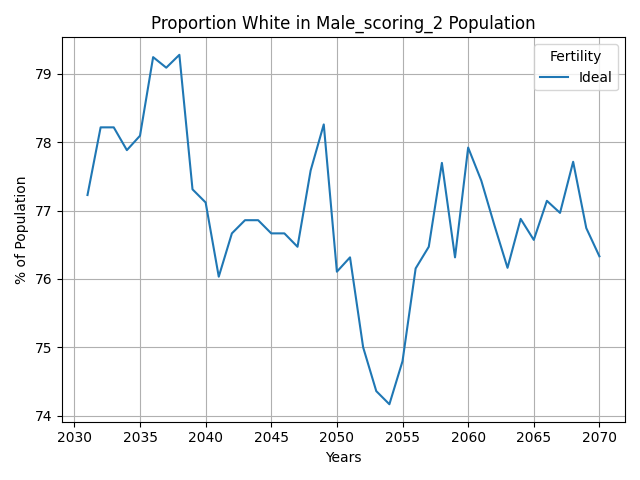 Proportion White in Male_scoring_2 Population
Fertility
Ideal
% of Population
79
78
77
76
75
74
2030 2035 2040 2045 2050 2055 2060 2065 2070
Years